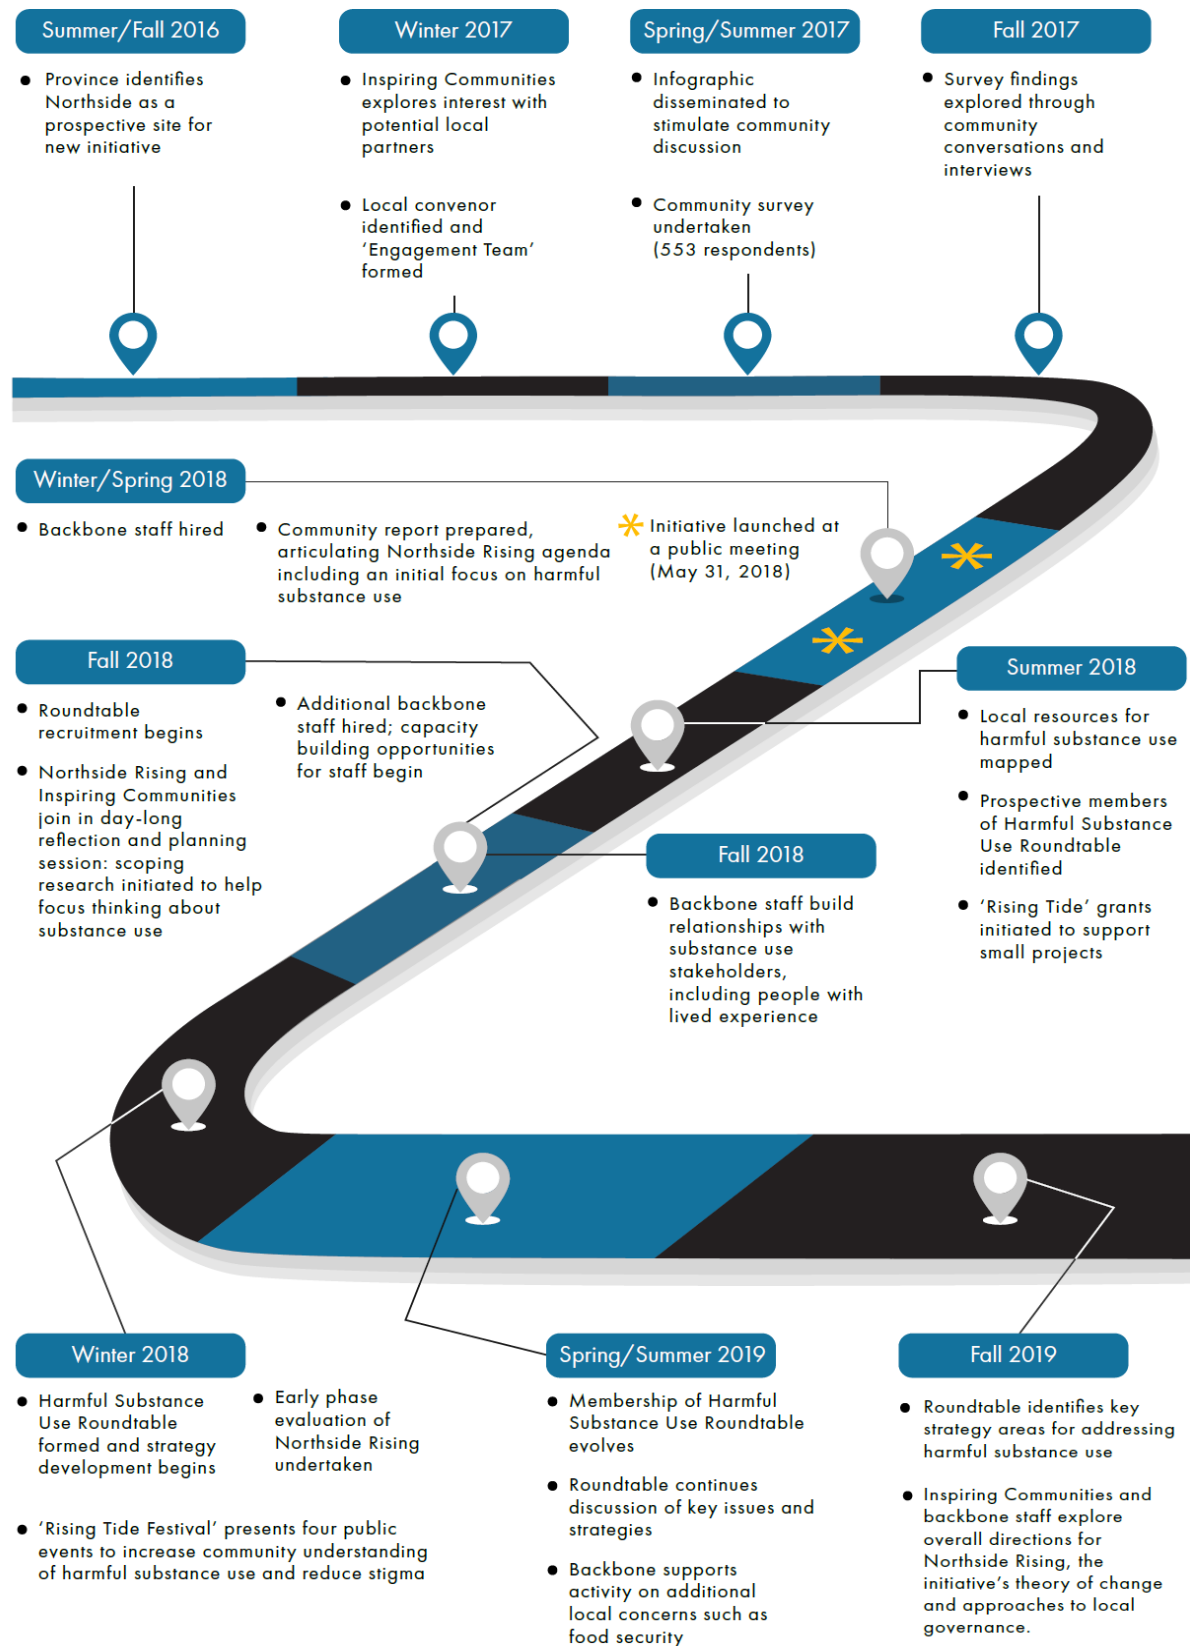 Summer/Fall 2016
Province identifies
Northside as a
prospective site for
new initiative
Winter 2017
Inspiring Communities
explores interest with
potential local
partners
Local convenor
identified and
‘Engagement Team’
formed
Spring/Summer 2017
Infographic
disseminated to
stimulate community
discussion
Community survey
undertaken
(553 respondents)
Fall 2017
Survey findings
explored through
community
conversations and
interviews
Winter/Spring 2018
Backbone staff hired
Community report prepared,
articulating Northside Rising agenda
including an initial focus on harmful
substance use
Initiative launched at
a public meeting
(May 31, 2018)
Fall 2018
Roundtable
recruitment begins
Northside Rising and
Inspiring Communities
join in day-long
reflection and planning
session: scoping
research initiated to help
focus thinking about
substance use
Additional backbone
staff hired; capacity
building opportunities
for staff begin
Summer 2018
Local resources for
harmful substance use
mapped
Prospective members
of Harmful Substance
Use Roundtable
identified
‘Rising Tide’ grants
initiated to support
small projects
Fall 2018
Backbone staff build
relationships with
substance use
stakeholders,
including people with
lived experience
Winter 2018
Harmful Substance
Use Roundtable
formed and strategy
development begins
Early phase
evaluation of
Northside Rising
undertaken
‘Rising Tide Festival’ presents four public
events to increase community understanding
of harmful substance use and reduce stigma
Spring/Summer 2019
Membership of Harmful
Substance Use Roundtable
evolves
Roundtable continues
discussion of key issues and
strategies
Backbone supports
activity on additional
local concerns such as
food security
Fall 2019
Roundtable identifies key
strategy areas for addressing
harmful substance use
Inspiring Communities and
backbone staff explore
overall directions for
Northside Rising, the
initiative’s theory of change
and approaches to local
governance.